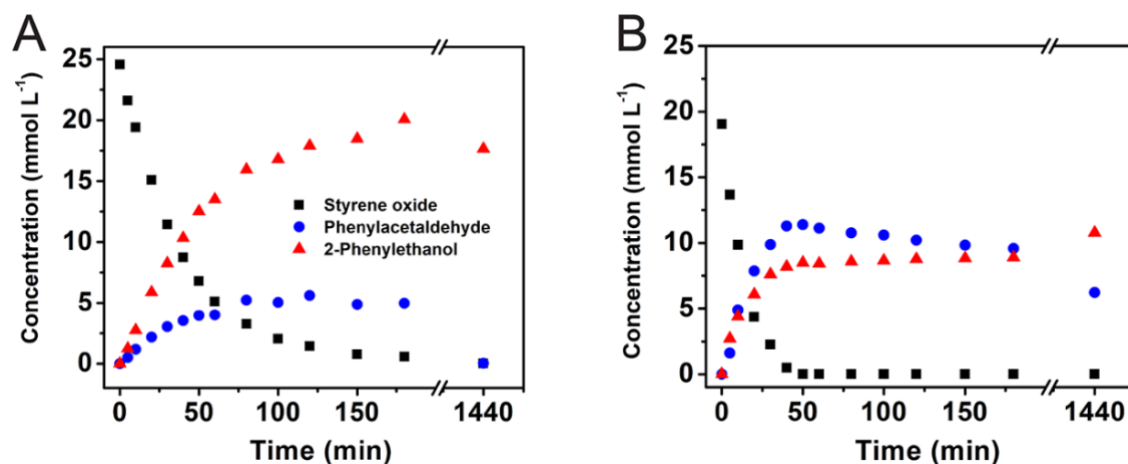 A
Concentration (mmol L⁻¹)
25
20
15
10
5
0
Styrene oxide
Phenylacetaldehyde
2-Phenylethanol
0 50 100 150 1440
Time (min)
B
Concentration (mmol L⁻¹)
25
20
15
10
5
0
0 50 100 150 1440
Time (min)